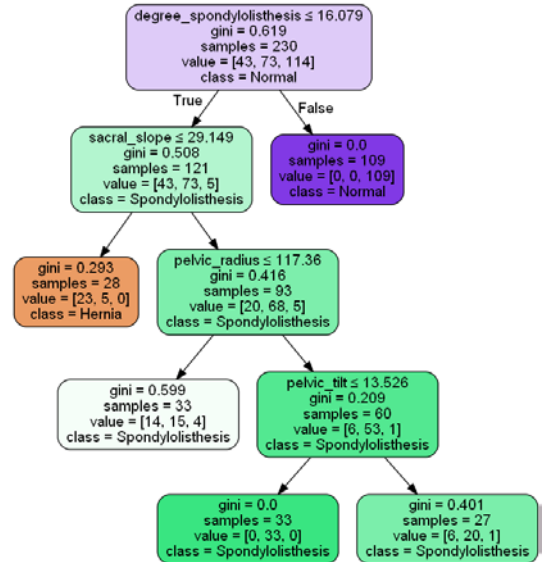 degree_spondylolisthesis ≤ 16.079
gini = 0.619
samples = 230
value = [43, 73, 114]
class = Normal
True
False
sacral_slope ≤ 29.149
gini = 0.508
samples = 121
value = [43, 73, 5]
class = Spondylolisthesis
gini = 0.0
samples = 109
value = [0, 0, 109]
class = Normal
gini = 0.293
samples = 28
value = [23, 5, 0]
class = Hernia
pelvic_radius ≤ 117.36
gini = 0.416
samples = 93
value = [20, 68, 5]
class = Spondylolisthesis
gini = 0.599
samples = 33
value = [14, 15, 4]
class = Spondylolisthesis
pelvic_tilt ≤ 13.526
gini = 0.209
samples = 60
value = [6, 53, 1]
class = Spondylolisthesis
gini = 0.0
samples = 33
value = [0, 33, 0]
class = Spondylolisthesis
gini = 0.401
samples = 27
value = [6, 20, 1]
class = Spondylolisthesis